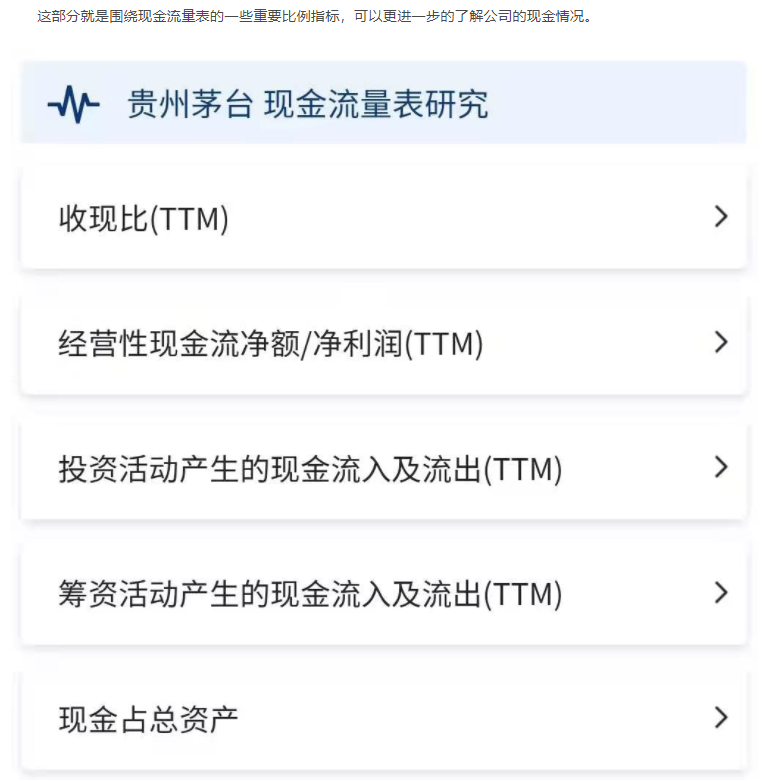 这部分就是围绕现金流量表的一些重要比例指标，可以更进一步的了解公司的现金情况。
贵州茅台 现金流量表研究
收现比(TTM)
经营性现金流净额/净利润(TTM)
投资活动产生的现金流入及流出(TTM)
筹资活动产生的现金流入及流出(TTM)
现金占总资产